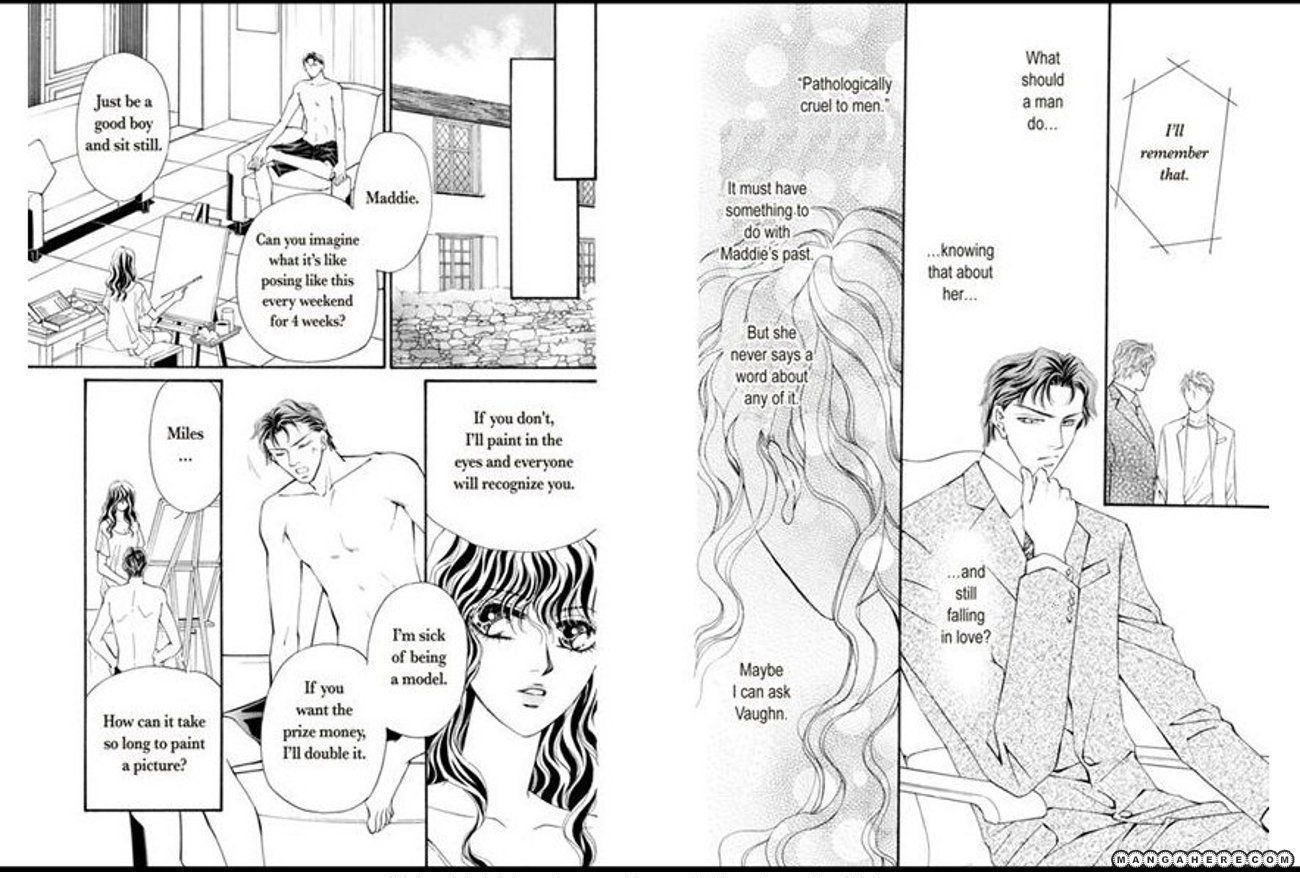 I'll
remember
that.
What
should
a man
do...
...knowing
that about
her...
...and
still
falling
in love?
"Pathologically
cruel to men."
It must have
something to
do with
Maddie's past.
But she
never says a
word about
any of it.
Maybe
I can ask
Vaughn.
Maddie.
Can you imagine
what it's like
posing like this
every weekend
for 4 weeks?
Just be a
good boy
and sit still.
If you don't,
I'll paint in the
eyes and everyone
will recognize you.
I'm sick
of being
a model.
If you
want the
prize money,
I'll double it.
Miles
...
How can it take
so long to paint
a picture?
MANGAHERE.COM